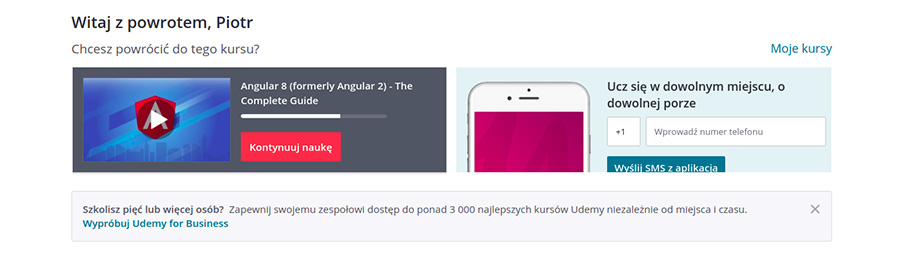 Witaj z powrotem, Piotr
Chcesz powrócić do tego kursu?
Moje kursy
Angular 8 (formerly Angular 2) - The
Complete Guide
Kontynuuj naukę
Ucz się w dowolnym miejscu, o
dowolnej porze
+1
Wprowadź numer telefonu
Wyślij SMS z aplikacją
Szkolisz pięć lub więcej osób? Zapewnij swojemu zespołowi dostęp do ponad 3 000 najlepszych kursów Udemy niezależnie od miejsca i czasu.
Wypróbuj Udemy for Business